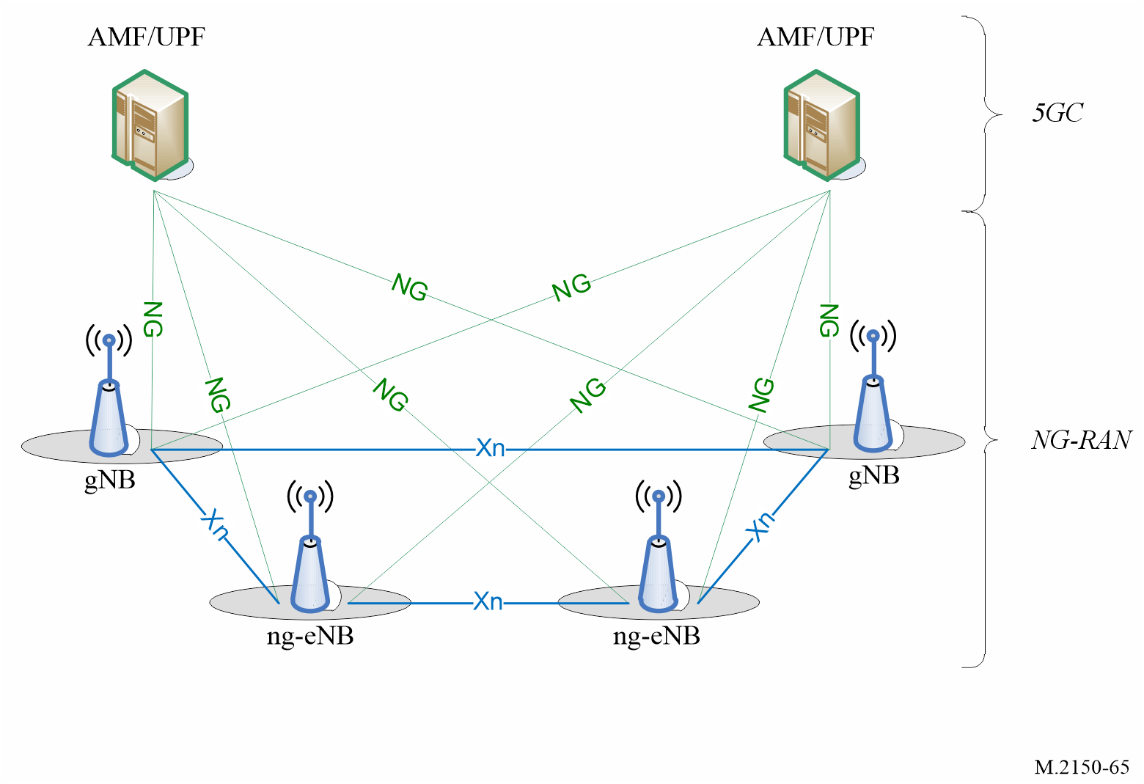 AMF/UPF
AMF/UPF
5GC
NG
NG
NG
NG
NG
NG
NG
NG
NG-RAN
gNB
Xn
gNB
Xn
Xn
ng-eNB
Xn
ng-eNB
M.2150-65